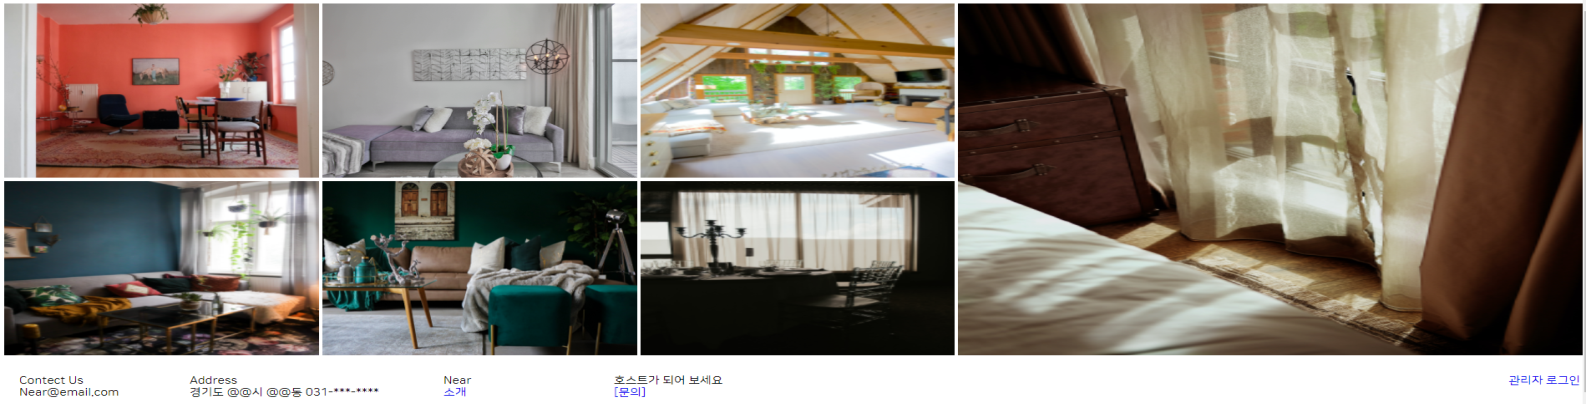 Contact Us
Near@email.com
Address
경기도 @@시 @@동 031-***-****
Near
소개
호스트가 되어 보세요
[문의]
관리자 로그인